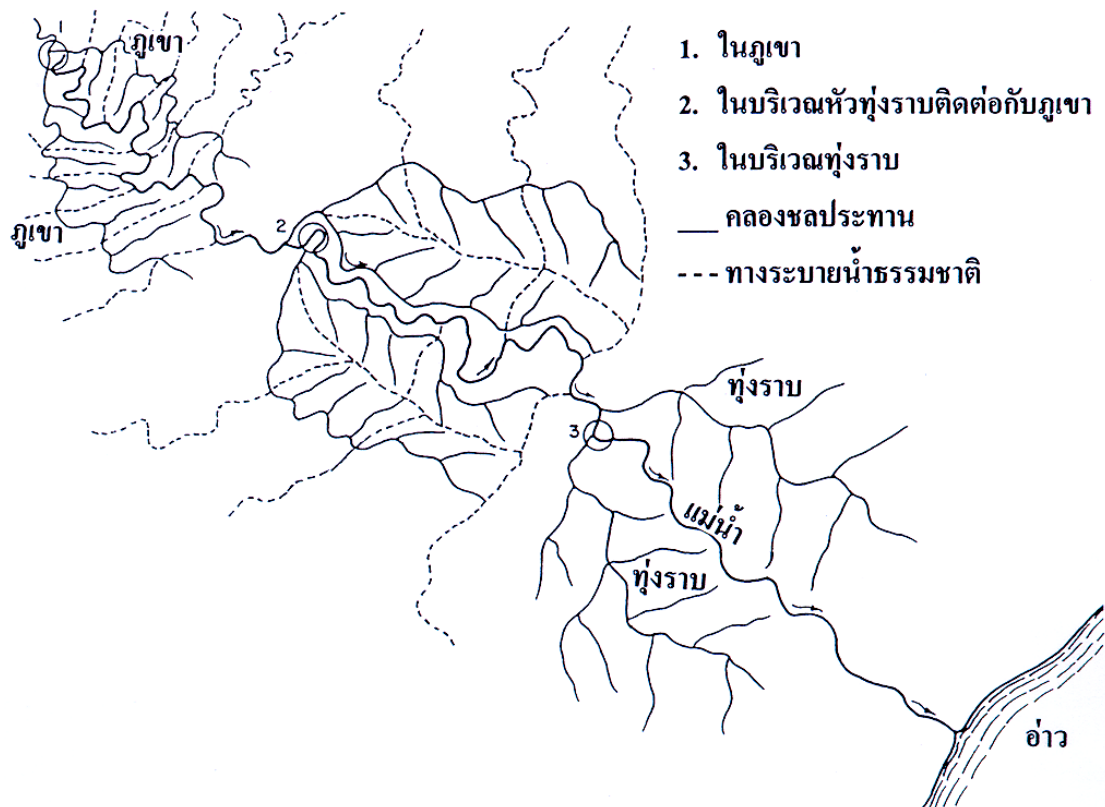 1
ภูเขา
1. ในภูเขา
2. ในบริเวณหัวทุ่งราบติดต่อกับภูเขา
3. ในบริเวณทุ่งราบ
___ คลองชลประทาน
--- ทางระบายน้ำธรรมชาติ
ภูเขา
2
ทุ่งราบ
3
แม่น้ำ
ทุ่งราบ
อ่าว